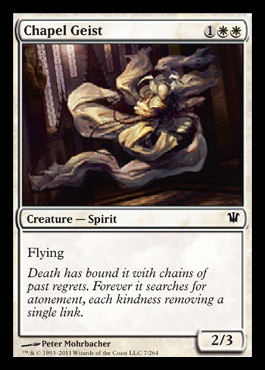 Chapel Geist 1
Creature — Spirit
Flying
Death has bound it with chains of
past regrets. Forever it searches for
atonement, each kindness removing a
single link.
Peter Mohrbacher
2/3
™ & © 1993-2011 Wizards of the Coast LLC 7/264